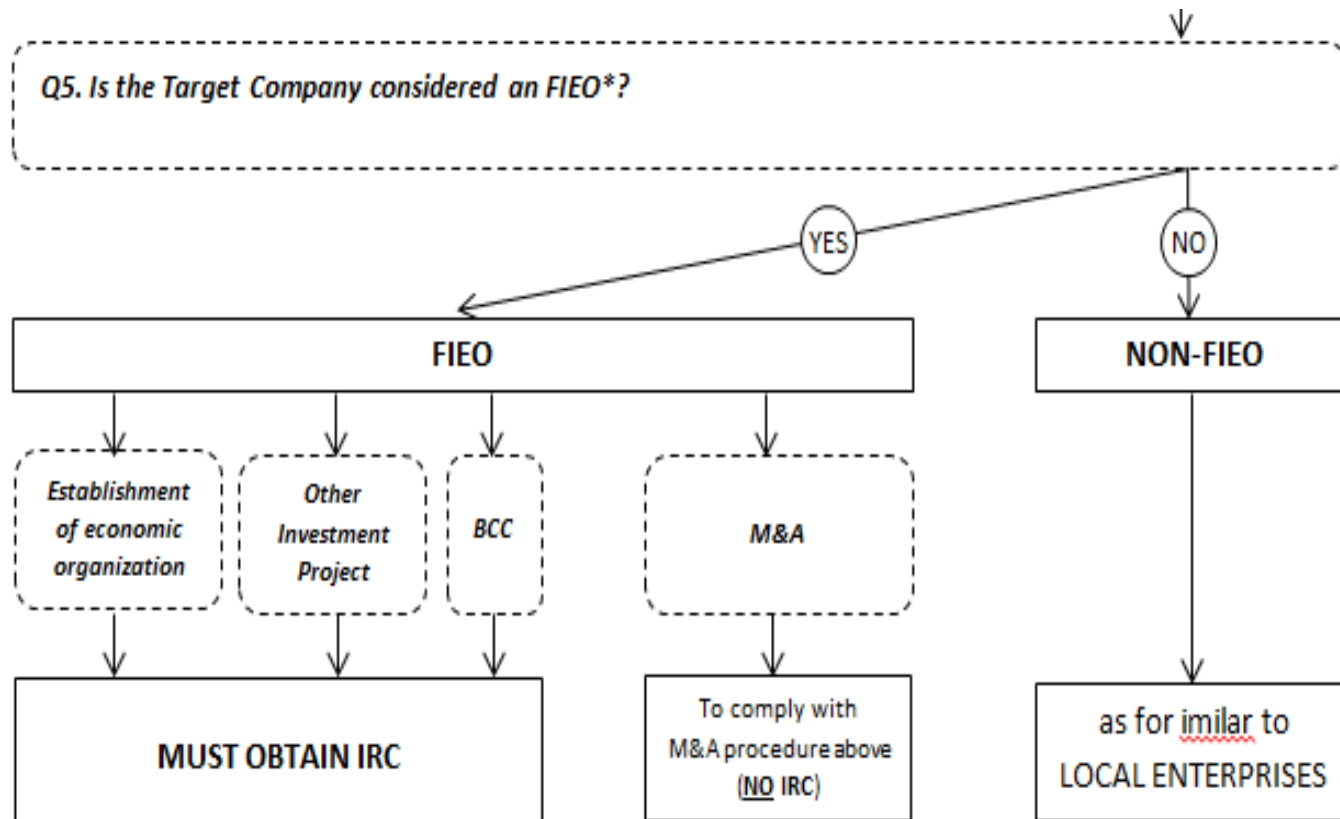 Q5. Is the Target Company considered an FIEO*?
YES
NO
FIEO
NON-FIEO
Establishment
of economic
organization
Other
Investment
Project
BCC
M&A
MUST OBTAIN IRC
To comply with
M&A procedure above
(NO IRC)
as for imilar to
LOCAL ENTERPRISES